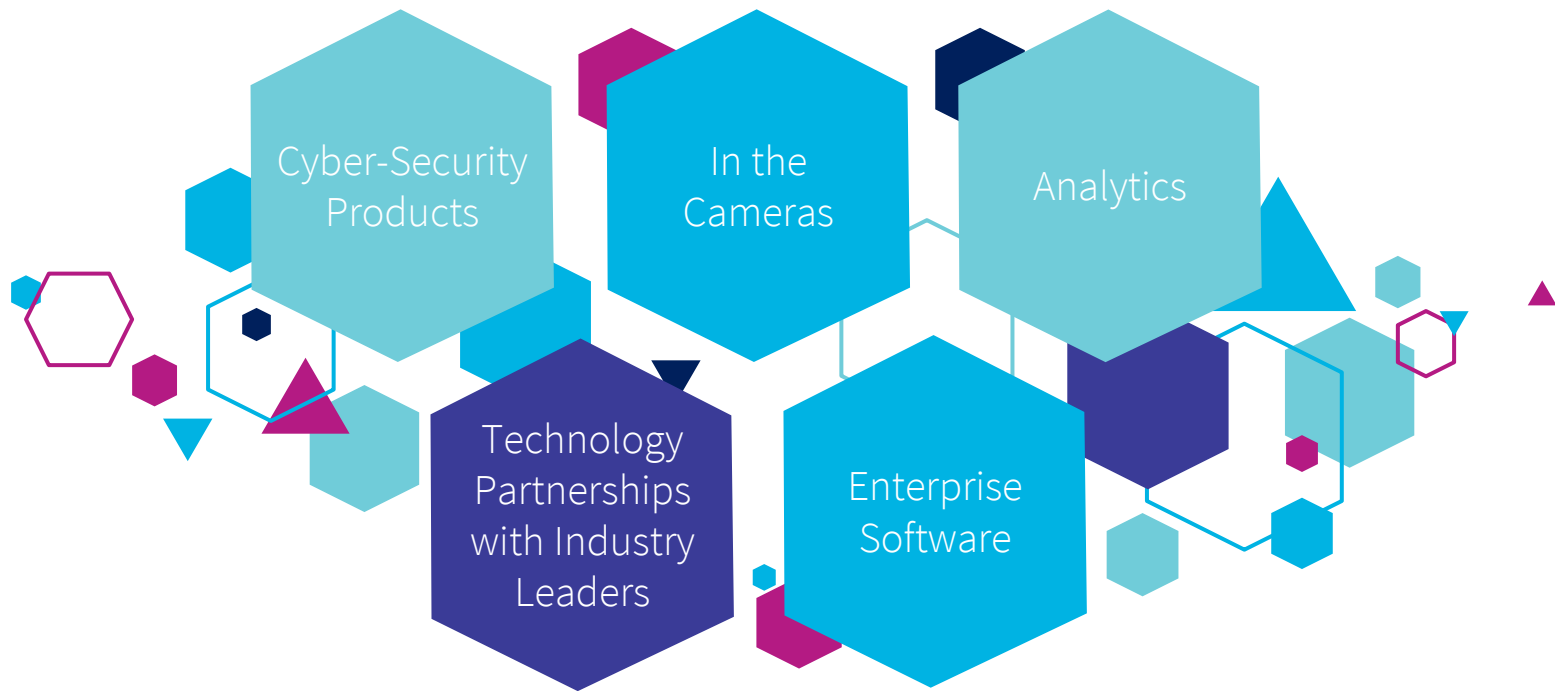 Cyber-Security
Products
In the
Cameras
Analytics
Technology
Partnerships
with Industry
Leaders
Enterprise
Software